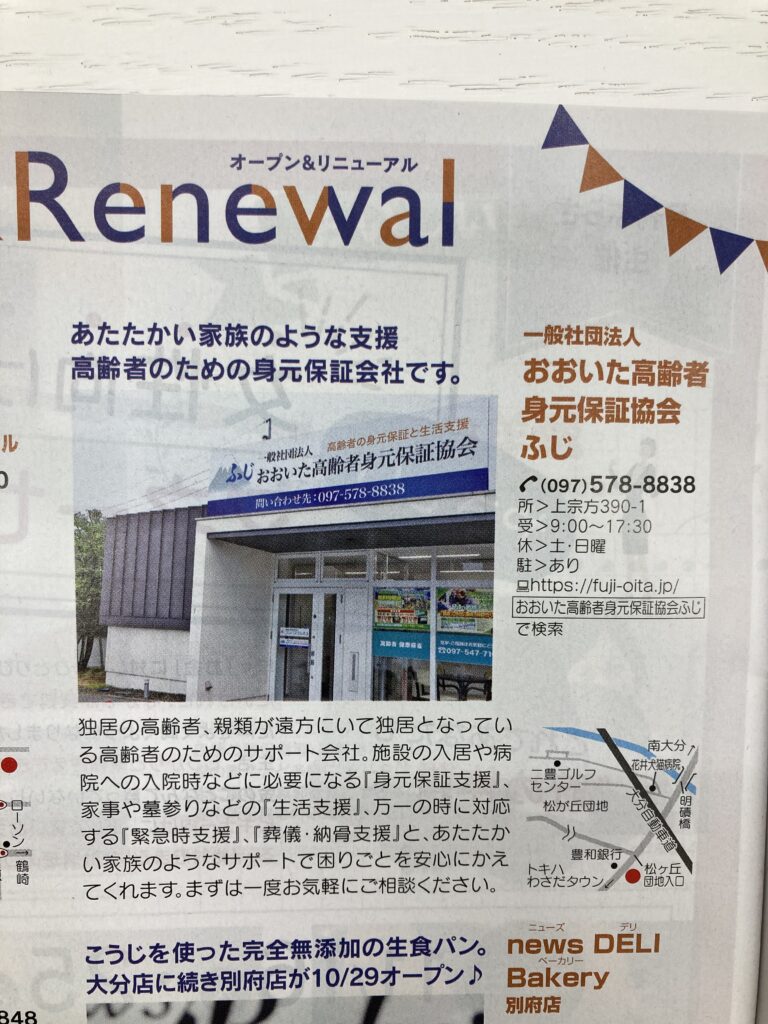 オープン&リニューアル
Renewal
あたたかい家族のような支援
高齢者のための身元保証会社です。
一般社団法人
おおいた高齢者
身元保証協会
ふじ
(097)578-8838
所>上宗方390-1
受>9:00〜17:30
休>土・日曜
駐>あり
https://fuji-oita.jp/
おおいた高齢者身元保証協会ふじ
で検索
高齢者の身元保証と生活支援
一般社団法人
ふじ おおいた高齢者身元保証協会
問い合わせ先:097-578-8838
高齢者 健康麻雀
☎097-547-71
独居の高齢者、親類が遠方にいて独居となってい
る高齢者のためのサポート会社。施設の入居や病
院への入院時などに必要になる『身元保証支援』、
家事や墓参りなどの『生活支援』、万一の時に対応
する『緊急時支援』、『葬儀・納骨支援』と、あたたか
い家族のようなサポートで困りごとを安心にかえ
てくれます。まずは一度お気軽にご相談ください。
南大分
花井犬猫病院
二豊ゴルフ
センター
松が丘団地
大分自動車道
明磧橋
豊和銀行
トキハ
わさだタウン
松ヶ丘
団地入口
ル
0
ローソン
鶴崎
こうじを使った完全無添加の生食パン。
大分店に続き別府店が10/29オープン♪
ニューズ デリ
news DELI
ベーカリー
Bakery
別府店
848